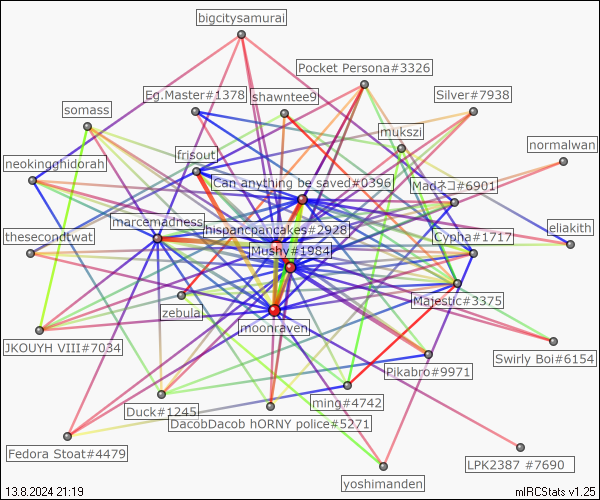 bigcitysamurai
Pocket Persona#3326
Eg.Master#1378
shawntee9
Silver#7938
somass
mukszi
normalwan
frisout
neokingghidorah
Can anything be saved#0396
Madネコ#6901
marcemadness
hispanicpancakes#2928
eliakith
thesecondtwat
Cypha#1717
Mushy#1984
Majestic#3375
zebula
moonraven
JKOUYH VIII#7034
Swirly Boi#6154
Pikabro#9971
ming#4742
Duck#1245
DacobDacob hORNY police#5271
Fedora Stoat#4479
LPK2387 #7690
yoshimanden
13.8.2024 21:19
mIRCStats v1.25